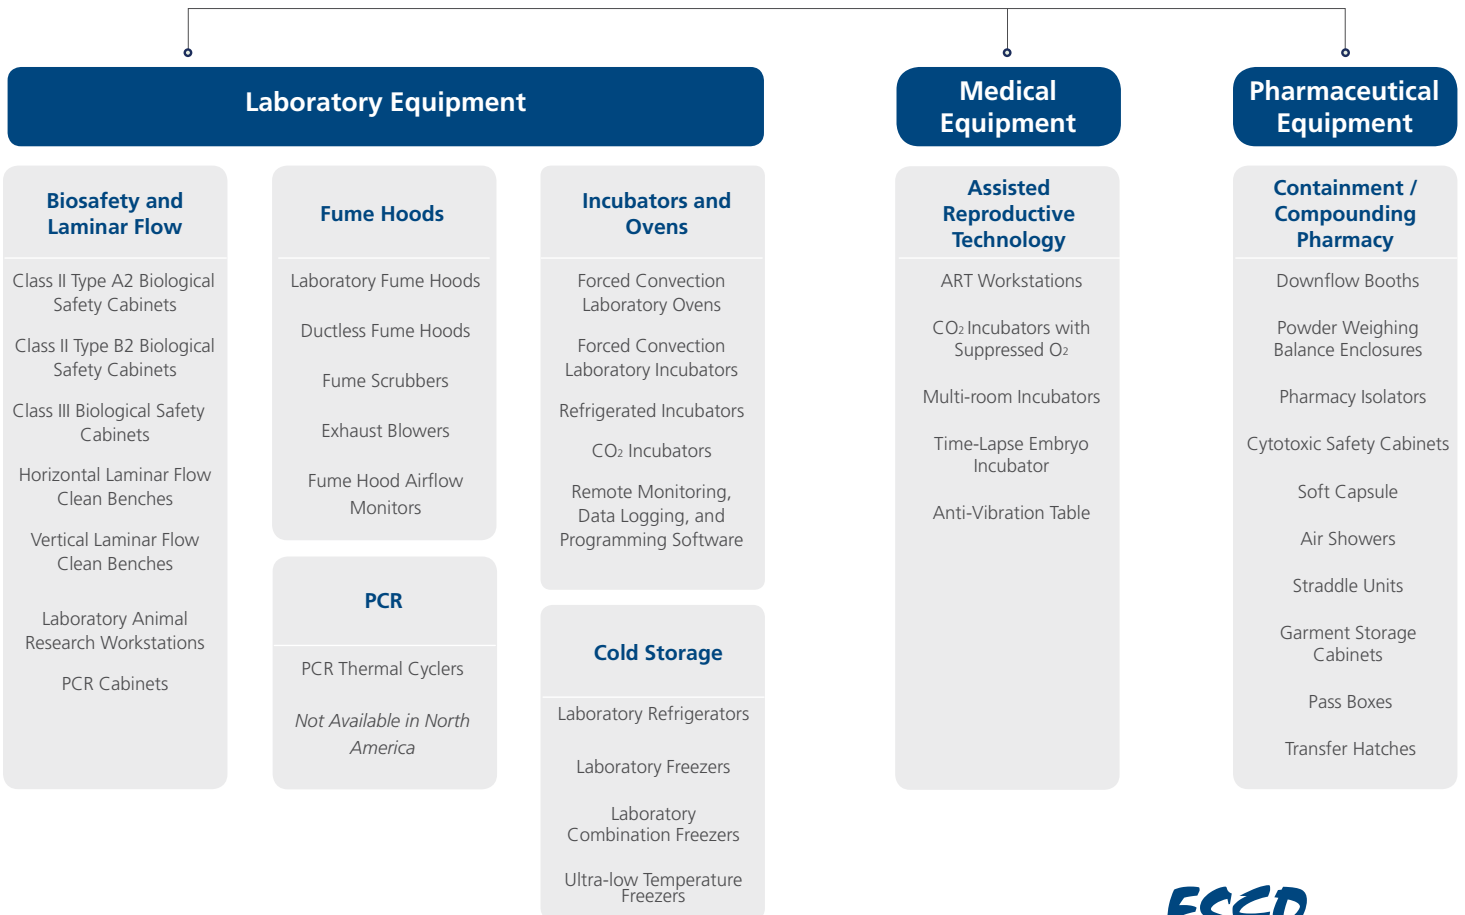 Laboratory Equipment
Biosafety and
Laminar Flow
Class II Type A2 Biological
Safety Cabinets
Class II Type B2 Biological
Safety Cabinets
Class III Biological Safety
Cabinets
Horizontal Laminar Flow
Clean Benches
Vertical Laminar Flow
Clean Benches
Laboratory Animal
Research Workstations
PCR Cabinets
Fume Hoods
Laboratory Fume Hoods
Ductless Fume Hoods
Fume Scrubbers
Exhaust Blowers
Fume Hood Airflow
Monitors
PCR
PCR Thermal Cyclers
Not Available in North
America
Incubators and
Ovens
Forced Convection
Laboratory Ovens
Forced Convection
Laboratory Incubators
Refrigerated Incubators
CO₂ Incubators
Remote Monitoring,
Data Logging, and
Programming Software
Cold Storage
Laboratory Refrigerators
Laboratory Freezers
Laboratory
Combination Freezers
Ultra-low Temperature
Freezers
Medical
Equipment
Assisted
Reproductive
Technology
ART Workstations
CO₂ Incubators with
Suppressed O₂
Multi-room Incubators
Time-Lapse Embryo
Incubator
Anti-Vibration Table
Pharmaceutical
Equipment
Containment /
Compounding
Pharmacy
Downflow Booths
Powder Weighing
Balance Enclosures
Pharmacy Isolators
Cytotoxic Safety Cabinets
Soft Capsule
Air Showers
Straddle Units
Garment Storage
Cabinets
Pass Boxes
Transfer Hatches